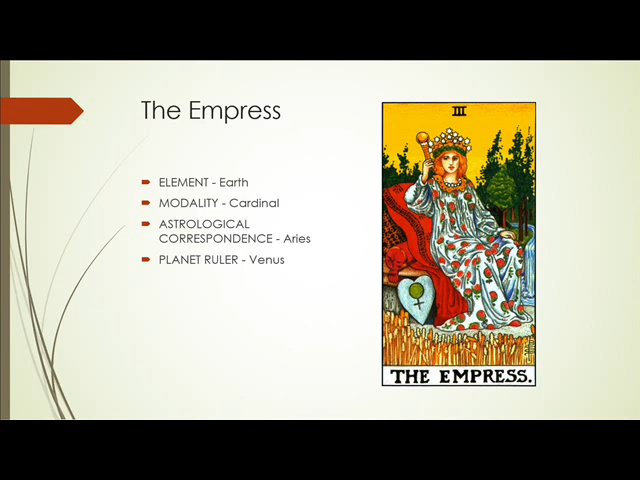 The Empress
ELEMENT - Earth
MODALITY - Cardinal
ASTROLOGICAL
CORRESPONDENCE - Aries
PLANET RULER - Venus
III
THE EMPRESS.